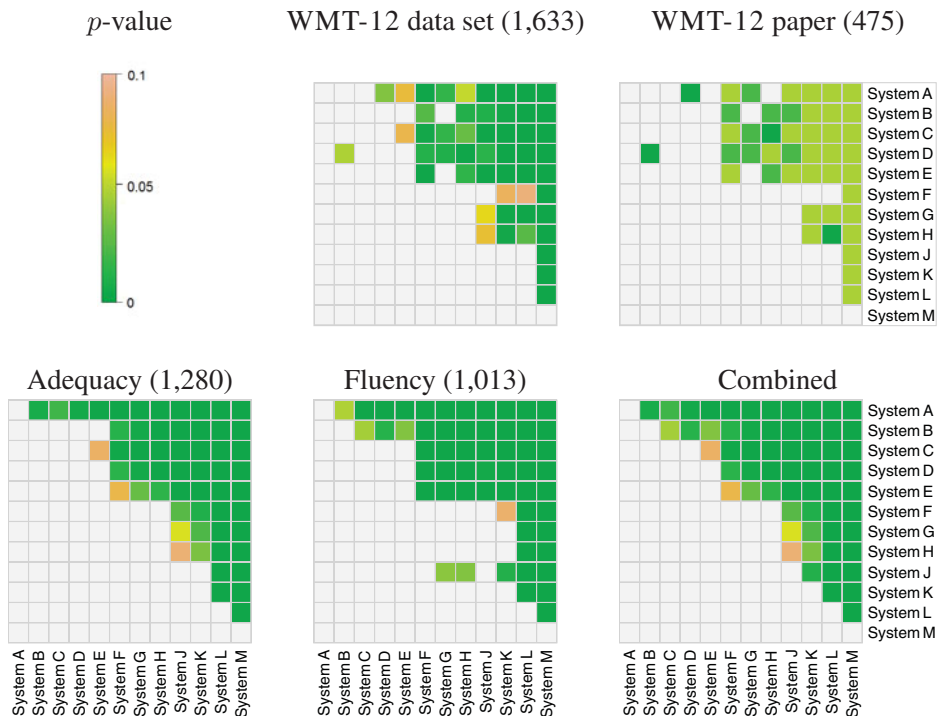 p-value
WMT-12 data set (1,633)
WMT-12 paper (475)
0.1
0.05
0
System A
System B
System C
System D
System E
System F
System G
System H
System J
System K
System L
System M
Adequacy (1,280)
Fluency (1,013)
Combined
System A
System B
System C
System D
System E
System F
System G
System H
System J
System K
System L
System M
System A
System B
System C
System D
System E
System F
System G
System H
System J
System K
System L
System M
System A
System B
System C
System D
System E
System F
System G
System H
System J
System K
System L
System M
System A
System B
System C
System D
System E
System F
System G
System H
System J
System K
System L
System M